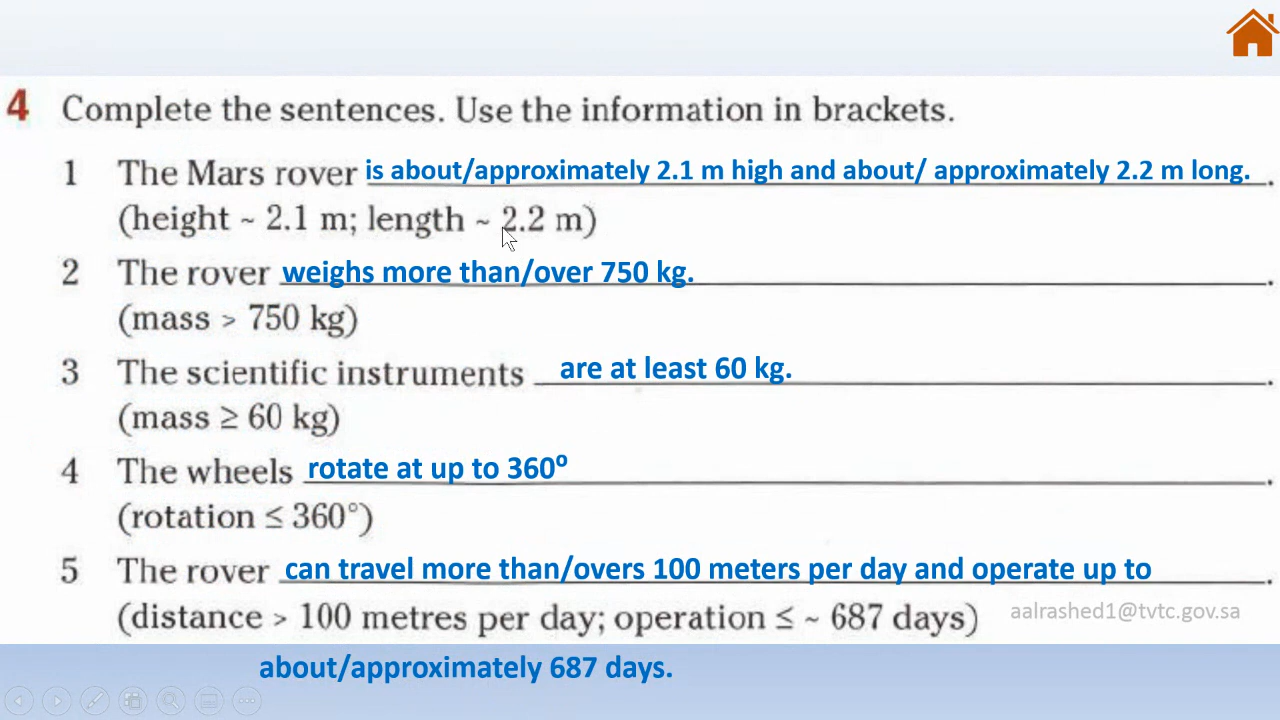 4 Complete the sentences. Use the information in brackets.
1 The Mars rover is about/approximately 2.1 m high and about/ approximately 2.2 m long. .
(height ~ 2.1 m; length ~ 2.2 m)
2 The rover weighs more than/over 750 kg. .
(mass > 750 kg)
3 The scientific instruments are at least 60 kg. .
(mass ≥ 60 kg)
4 The wheels rotate at up to 360⁰ .
(rotation ≤ 360°)
5 The rover can travel more than/overs 100 meters per day and operate up to .
(distance > 100 metres per day; operation ≤ ~ 687 days)
aalrashed1@tvtc.gov.sa
about/approximately 687 days.